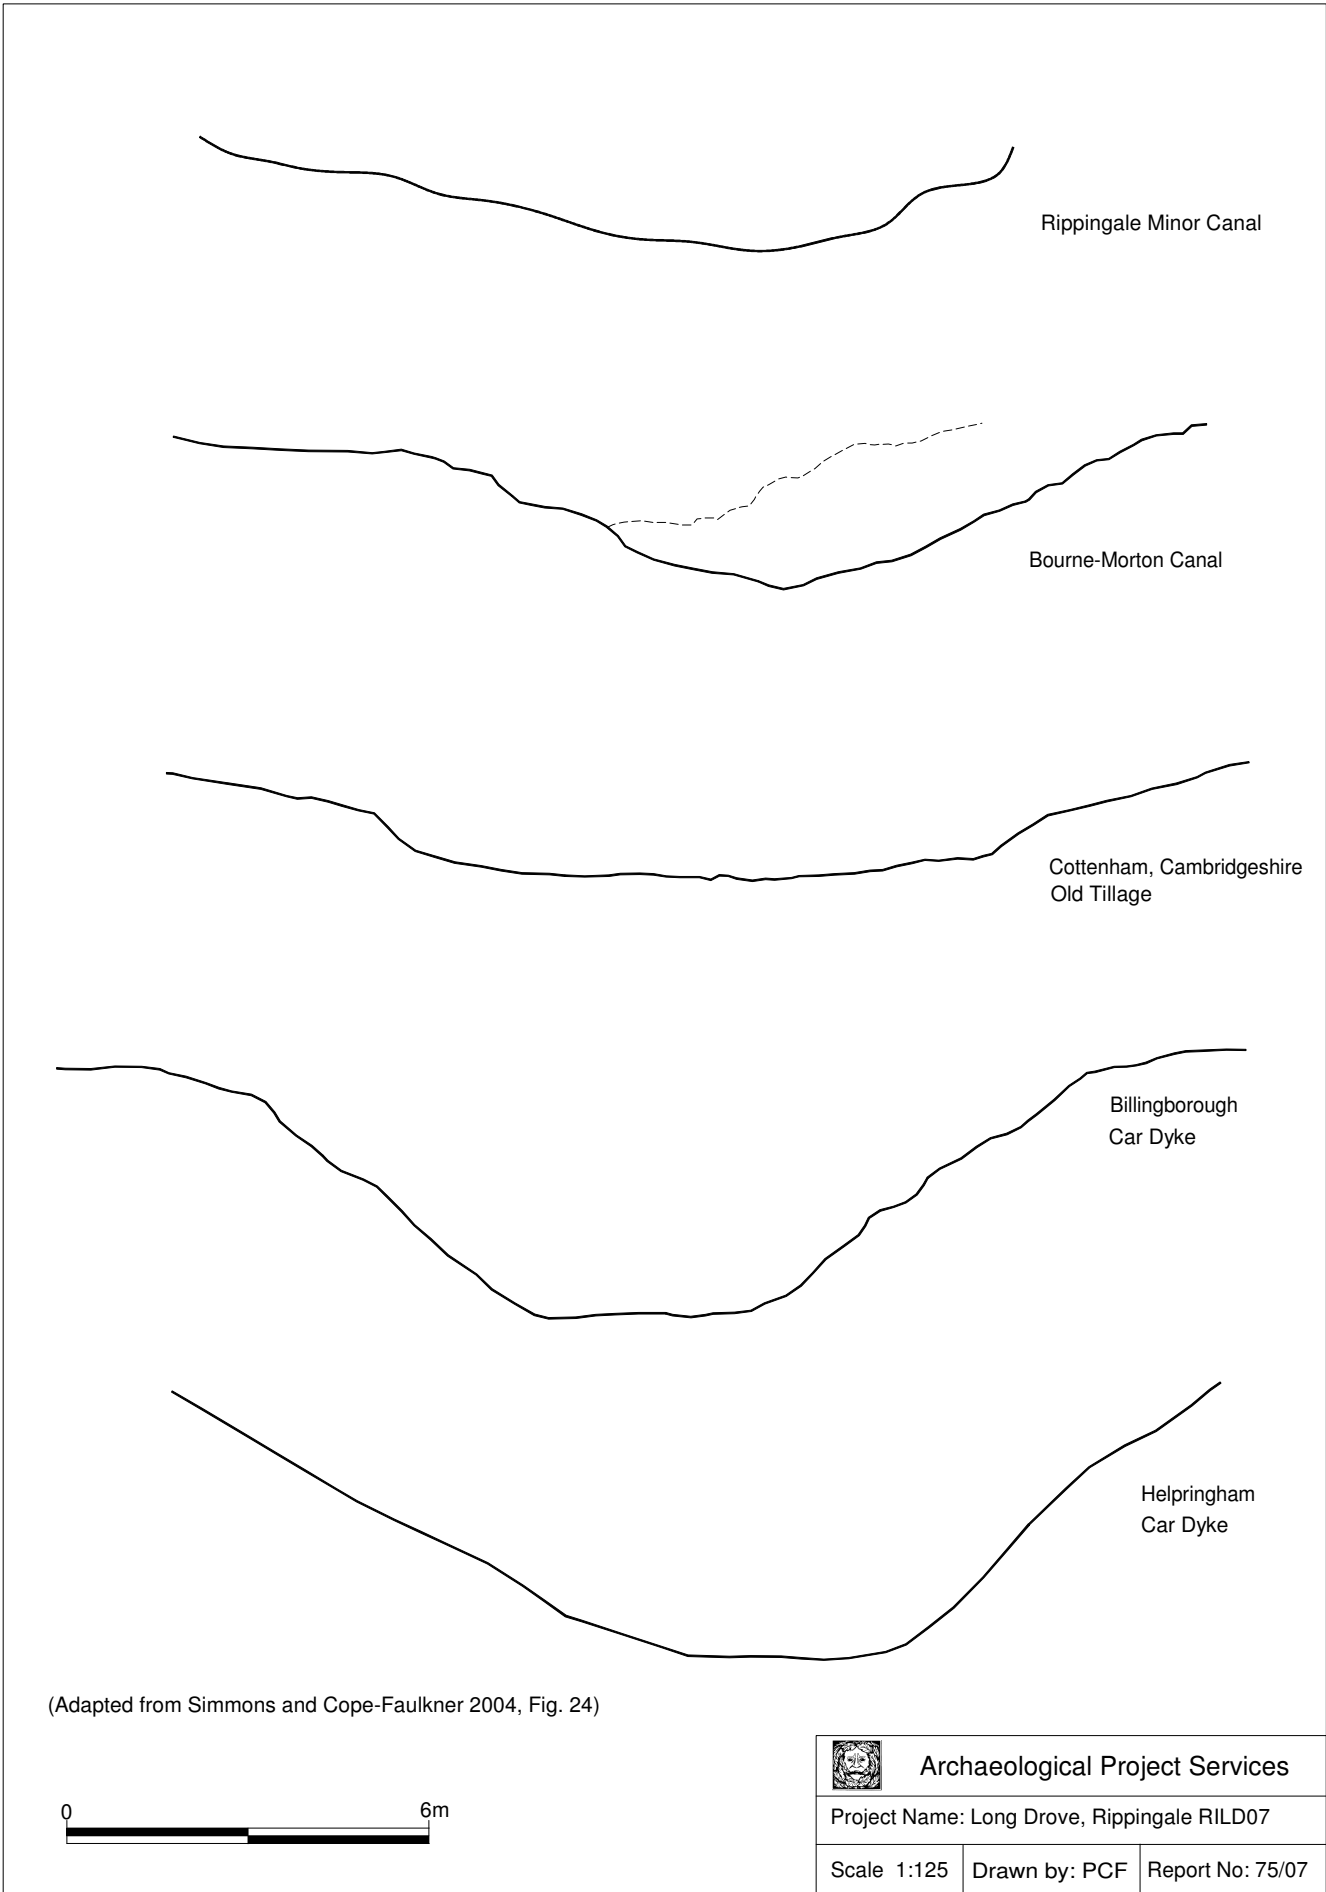 Rippingale Minor Canal
Bourne-Morton Canal
Cottenham, Cambridgeshire
Old Tillage
Billingborough
Car Dyke
Helpringham
Car Dyke
(Adapted from Simmons and Cope-Faulkner 2004, Fig. 24)
0 6m
Archaeological Project Services
Project Name: Long Drove, Rippingale RILD07
Scale 1:125 Drawn by: PCF Report No: 75/07